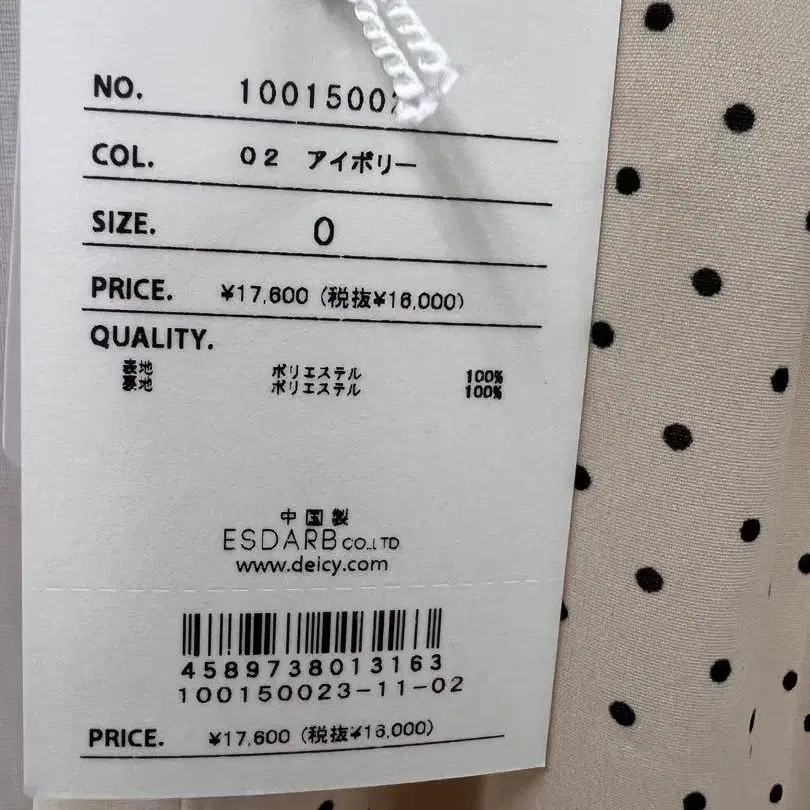 NO. 1001500
COL. 02 アイボリー
SIZE. 0
PRICE. ¥17,600 (税抜¥16,000)
QUALITY.
表地 ポリエステル 100%
裏地 ポリエステル 100%
中国製
ESDARB CO.,LTD
www.deicy.com
4589738013163
100150023-11-02
PRICE. ¥17,600 (税抜¥16,000)